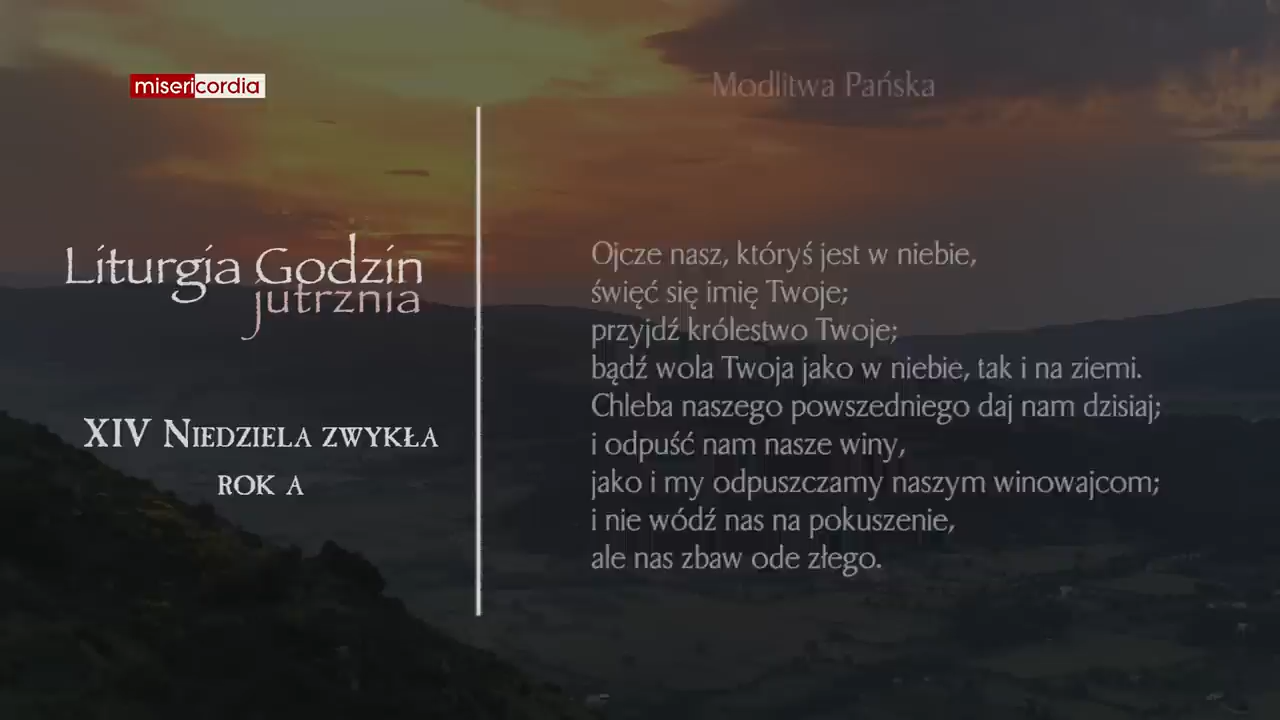 misericordia
Modlitwa Pańska
Liturgia Godzin
jutrznia
XIV Niedziela zwykła
rok A
Ojcze nasz, któryś jest w niebie,
święć się imię Twoje;
przyjdź królestwo Twoje;
bądź wola Twoja jako w niebie, tak i na ziemi.
Chleba naszego powszedniego daj nam dzisiaj;
i odpuść nam nasze winy,
jako i my odpuszczamy naszym winowajcom;
i nie wódź nas na pokuszenie,
ale nas zbaw ode złego.